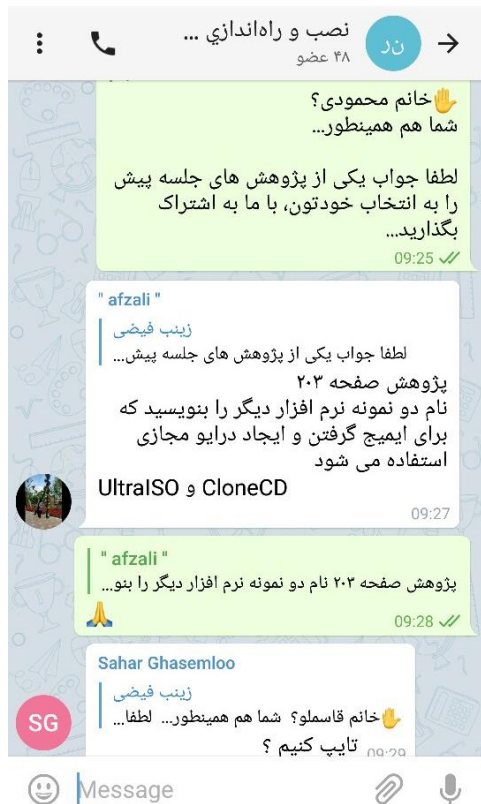 نصب و راه‌اندازي ...
۴۸ عضو
نر
✋خانم محمودی؟
شما هم همینطور...
لطفا جواب یکی از پژوهش های جلسه پیش
را به انتخاب خودتون، با ما به اشتراک
بگذارید...
09:25
" afzali "
زینب فیضی
لطفا جواب یکی از پژوهش های جلسه پیش...
پژوهش صفحه ۲۰۳
نام دو نمونه نرم افزار دیگر را بنویسید که
برای ایمیج گرفتن و ایجاد درایو مجازی
استفاده می شود
UltraISO و CloneCD
09:27
" afzali "
پژوهش صفحه ۲۰۳ نام دو نمونه نرم افزار دیگر را بنو...
🙏
09:28
Sahar Ghasemloo
زینب فیضی
✋خانم قاسملو؟ شما هم همینطور... لطفا...
SG
تایپ کنیم ؟
09:29
Message